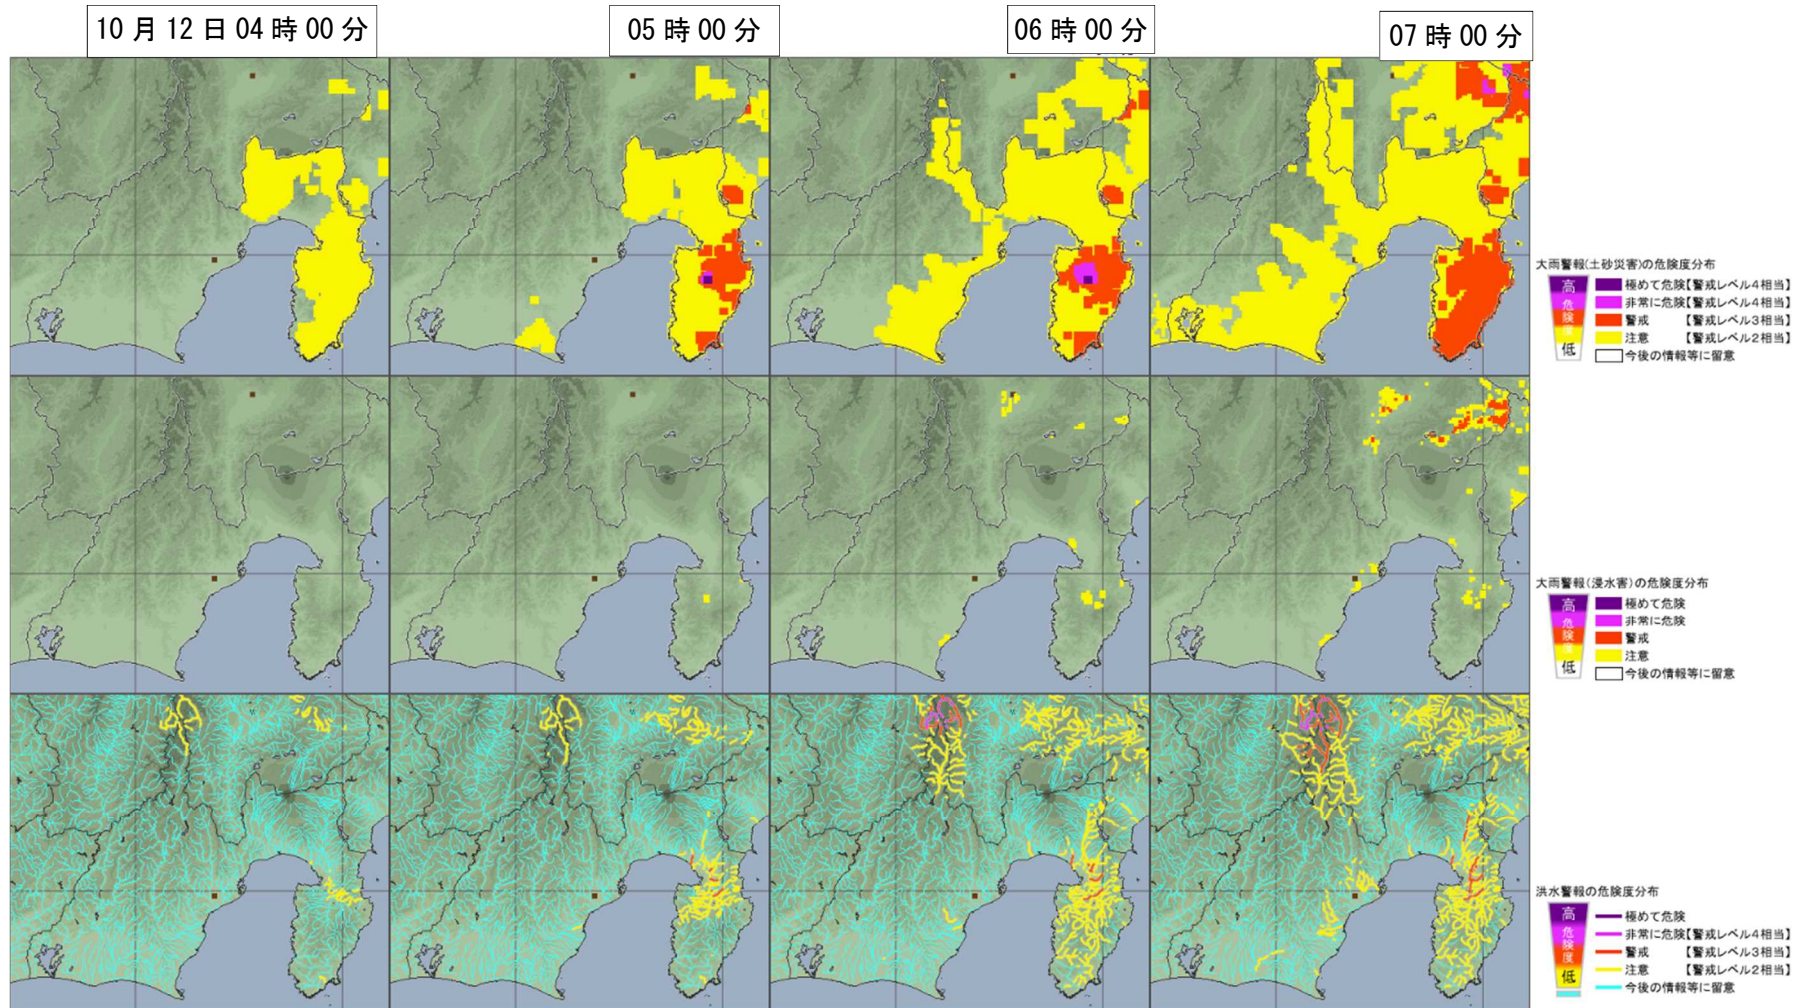 10月12日04時00分
05時00分
06時00分
07時00分
大雨警報(土砂災害)の危険度分布
高
危
険
度
低
極めて危険【警戒レベル4相当】
非常に危険【警戒レベル4相当】
警戒 【警戒レベル3相当】
注意 【警戒レベル2相当】
今後の情報等に留意
大雨警報(浸水害)の危険度分布
高
危
険
度
低
極めて危険
非常に危険
警戒
注意
今後の情報等に留意
洪水警報の危険度分布
高
危
険
度
低
極めて危険
非常に危険【警戒レベル4相当】
警戒 【警戒レベル3相当】
注意 【警戒レベル2相当】
今後の情報等に留意